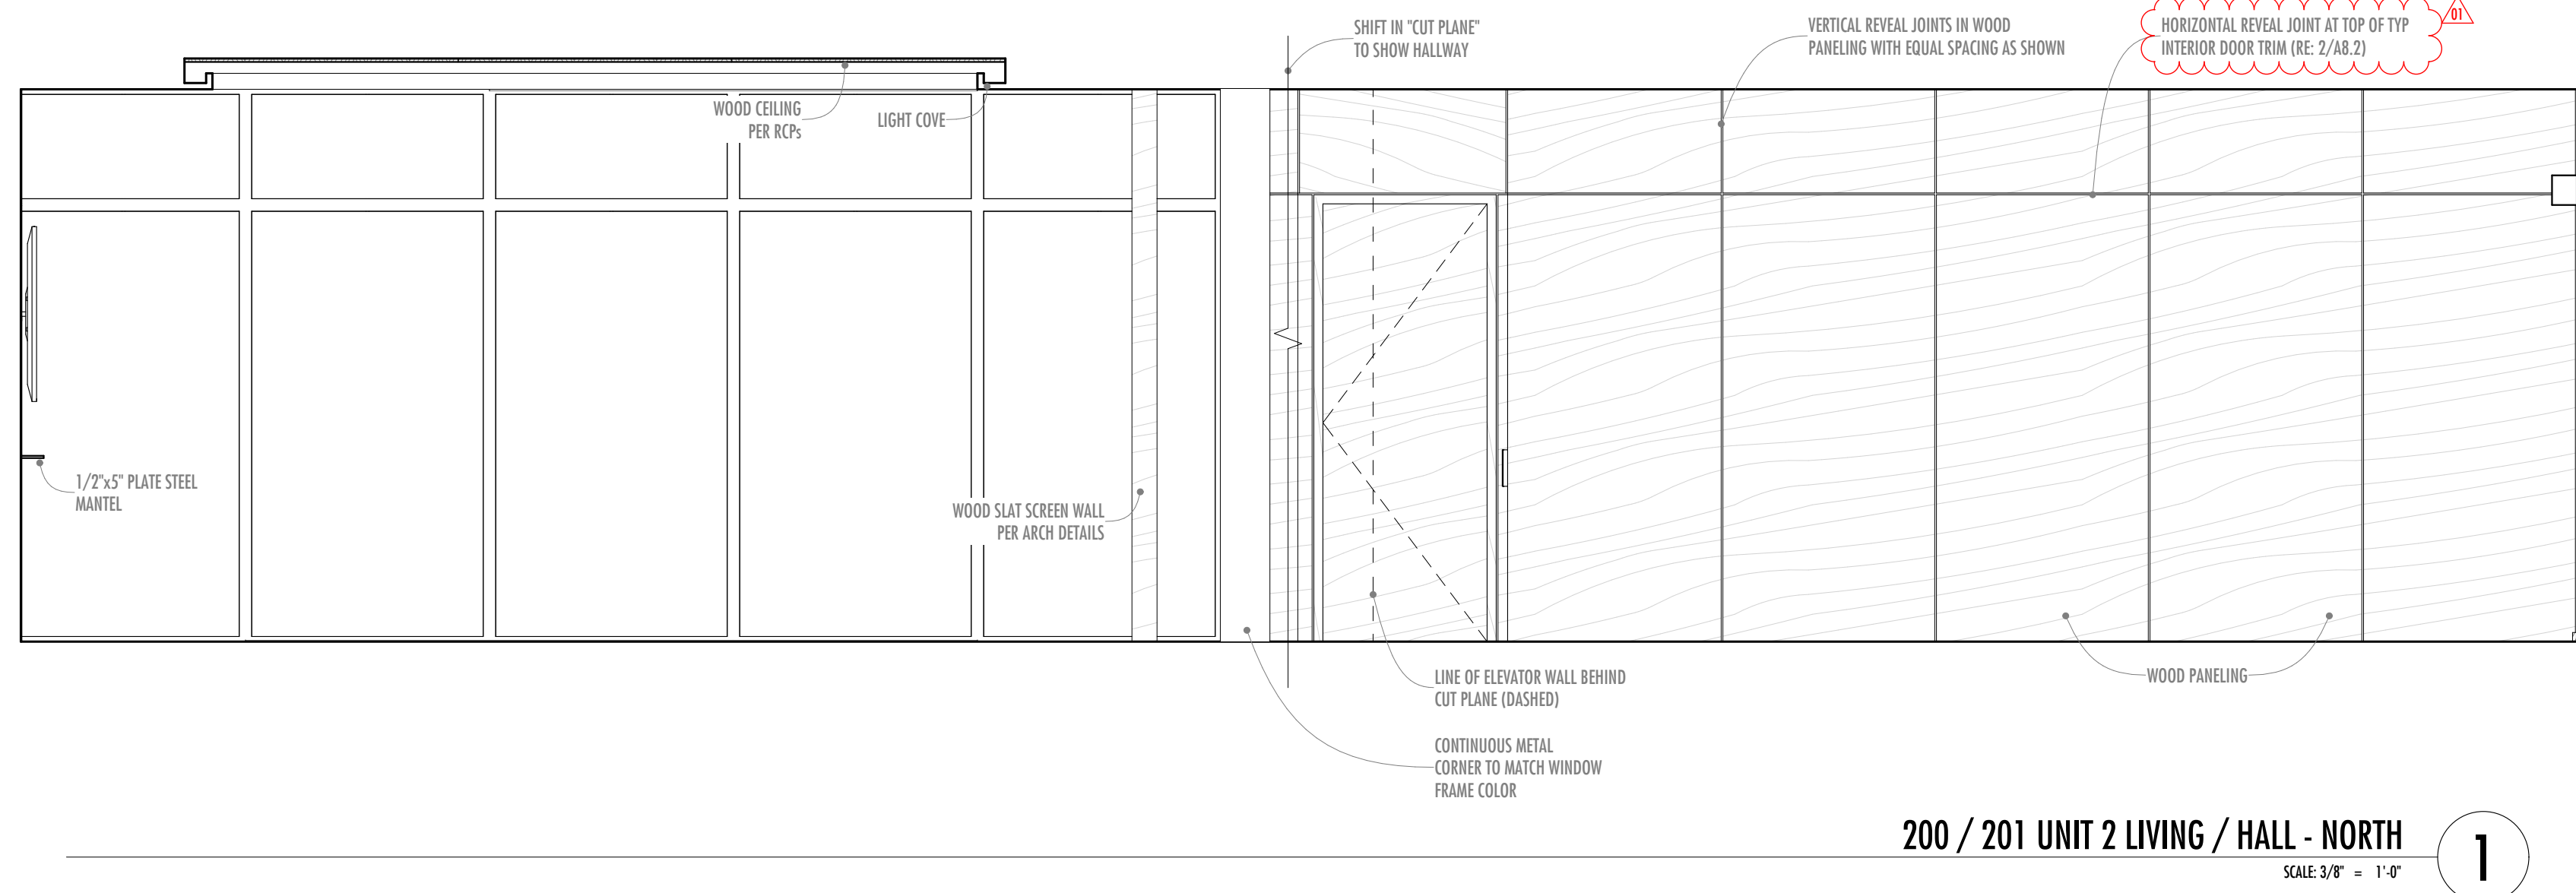 SHIFT IN "CUT PLANE"
TO SHOW HALLWAY
VERTICAL REVEAL JOINTS IN WOOD
PANELING WITH EQUAL SPACING AS SHOWN
HORIZONTAL REVEAL JOINT AT TOP OF TYP
INTERIOR DOOR TRIM (RE: 2/A8.2)
01
WOOD CEILING
PER RCPs
LIGHT COVE
1/2"x5" PLATE STEEL
MANTEL
WOOD SLAT SCREEN WALL
PER ARCH DETAILS
LINE OF ELEVATOR WALL BEHIND
CUT PLANE (DASHED)
WOOD PANELING
CONTINUOUS METAL
CORNER TO MATCH WINDOW
FRAME COLOR
200 / 201 UNIT 2 LIVING / HALL - NORTH
1
SCALE: 3/8" = 1'-0"